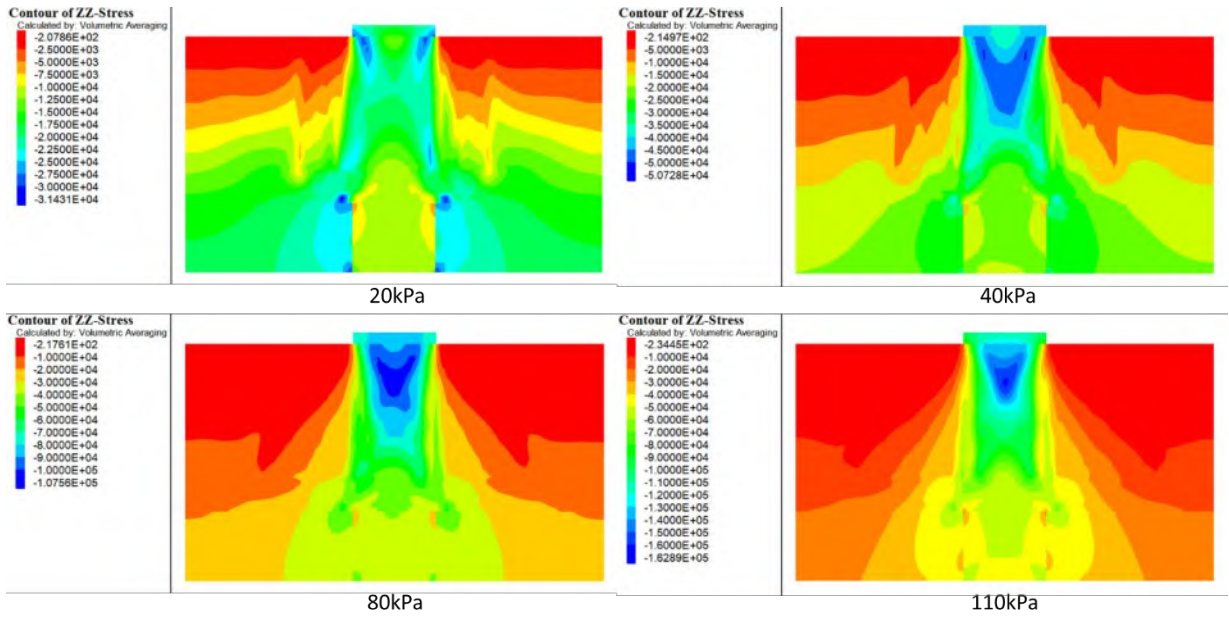 Contour of ZZ-Stress
Calculated by: Volumetric Averaging
-2.0786E+02
-2.5000E+03
-5.0000E+03
-7.5000E+03
-1.0000E+04
-1.2500E+04
-1.7500E+04
-2.0000E+04
-2.2500E+04
-2.5000E+04
-3.0000E+04
-3.1431E+04
20kPa
Contour of ZZ-Stress
Calculated by: Volumetric Averaging
-2.1497E+02
-5.0000E+03
-1.0000E+04
-1.5000E+04
-2.0000E+04
-2.5000E+04
-3.0000E+04
-3.5000E+04
-4.0000E+04
-4.5000E+04
-5.0000E+04
-5.0728E+04
40kPa
Contour of ZZ-Stress
Calculated by: Volumetric Averaging
-2.1761E+02
-1.0000E+04
-2.0000E+04
-3.0000E+04
-4.0000E+04
-5.0000E+04
-6.0000E+04
-7.0000E+04
-8.0000E+04
-9.0000E+04
-1.0000E+05
-1.0756E+05
80kPa
Contour of ZZ-Stress
Calculated by: Volumetric Averaging
-2.3445E+02
-1.0000E+04
-2.0000E+04
-3.0000E+04
-4.0000E+04
-5.0000E+04
-6.0000E+04
-7.0000E+04
-8.0000E+04
-9.0000E+04
-1.0000E+05
-1.1000E+05
-1.2000E+05
-1.3000E+05
-1.4000E+05
-1.5000E+05
-1.6000E+05
-1.6289E+05
110kPa